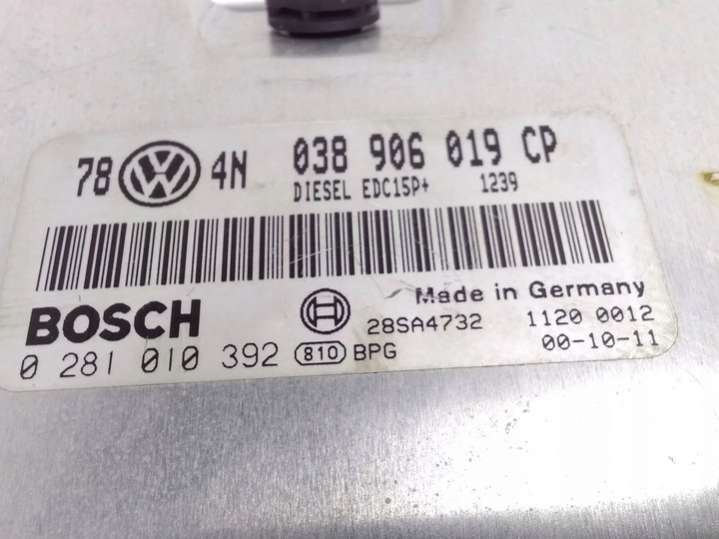 78 VW 4N 038 906 019 CP
DIESEL EDC15P+ 1239
BOSCH
Made in Germany
28SA4732 1120 0012
0 281 010 392 810 BPG 00-10-11